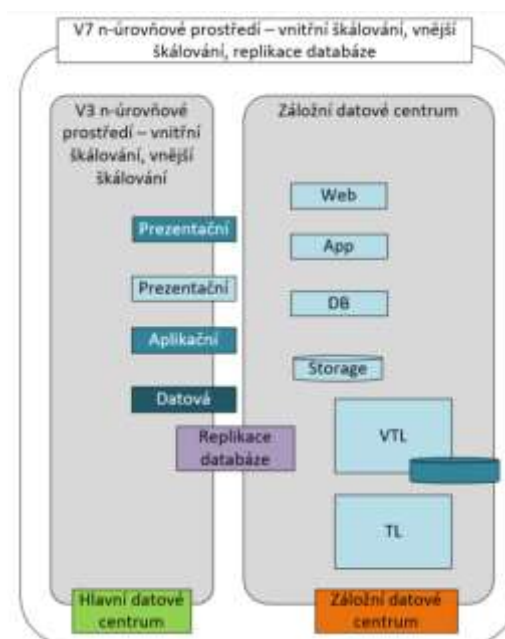 V7 n-úrovňové prostředí – vnitřní škálování, vnější
škálování, replikace databáze
V3 n-úrovňové
prostředí – vnitřní
škálování, vnější
škálování
Prezentační
Prezentační
Aplikační
Datová
Replikace
databáze
Hlavní datové
centrum
Záložní datové centrum
Web
App
DB
Storage
VTL
TL
Záložní datové
centrum